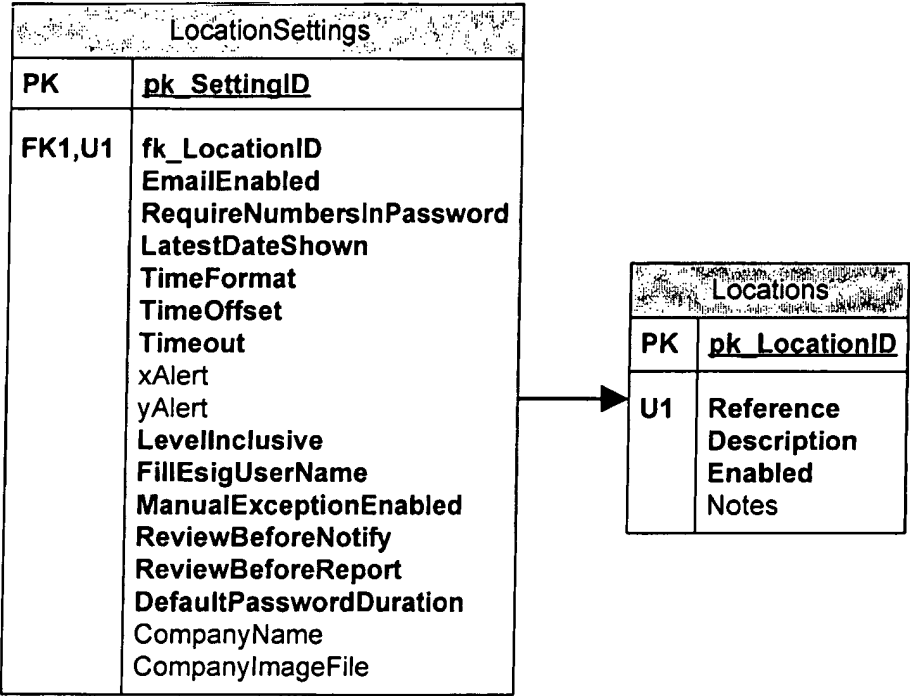 LocationSettings
PK pk_SettingID
FK1,U1 fk_LocationID
EmailEnabled
RequireNumbersInPassword
LatestDateShown
TimeFormat
TimeOffset
Timeout
xAlert
yAlert
LevelInclusive
FillEsigUserName
ManualExceptionEnabled
ReviewBeforeNotify
ReviewBeforeReport
DefaultPasswordDuration
CompanyName
CompanyImageFile
Locations
PK pk_LocationID
U1 Reference
Description
Enabled
Notes